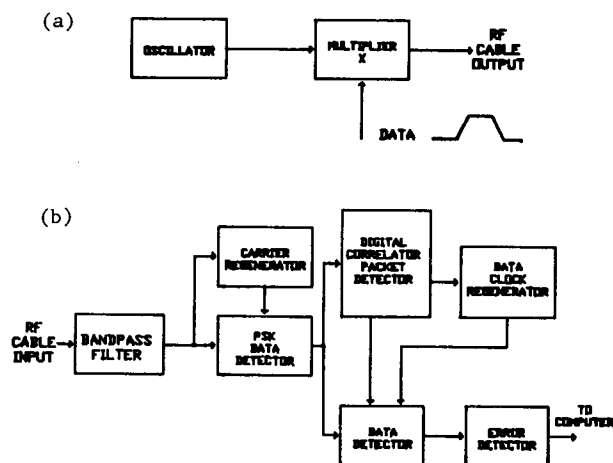 (a)
OSCILLATOR
MULTIPLIER
X
RF
CABLE
OUTPUT
DATA
(b)
CARRIER
REGENERATOR
DIGITAL
CORRELATOR
PACKET
DETECTOR
DATA
CLOCK
REGENERATOR
RF
CABLE
INPUT
BANDPASS
FILTER
PSK
DATA
DETECTOR
DATA
DETECTOR
ERROR
DETECTOR
TO
COMPUTER